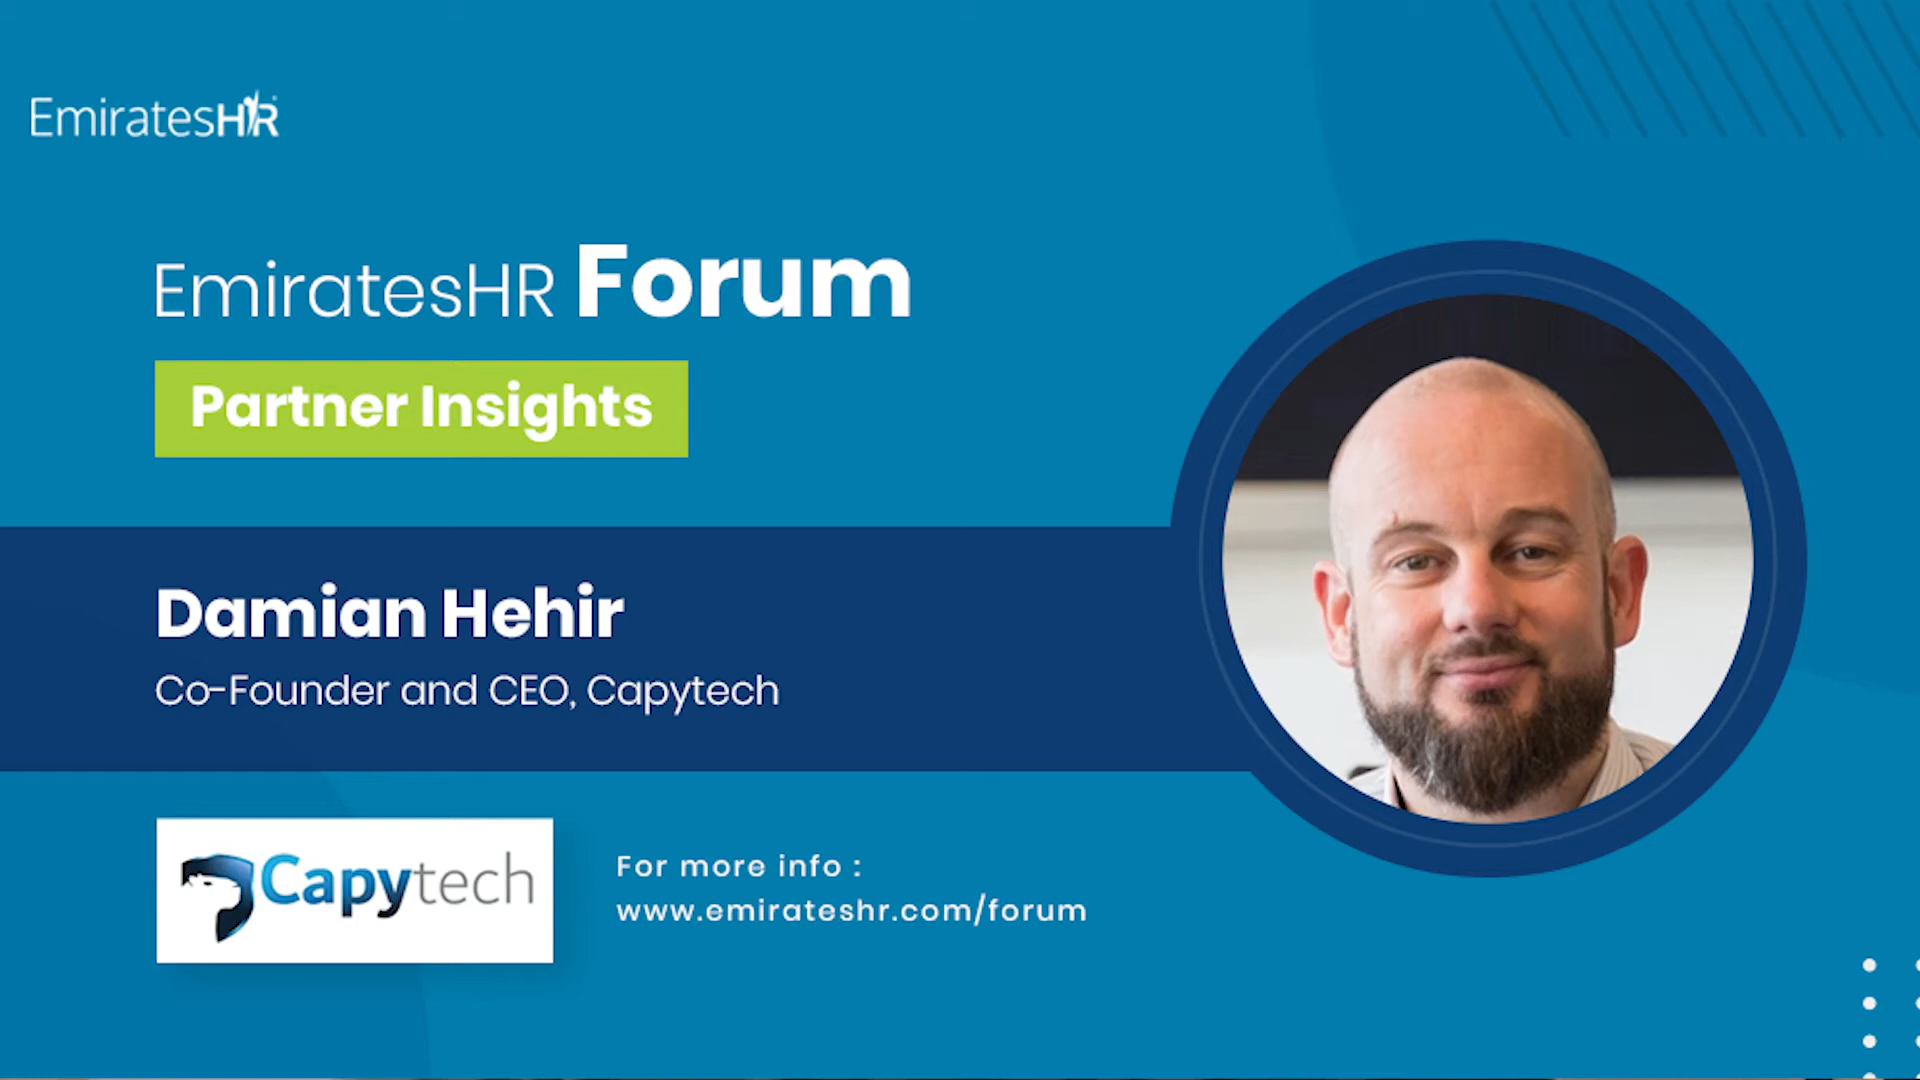 EmiratesHR
EmiratesHR Forum
Partner Insights
Damian Hehir
Co-Founder and CEO, Capytech
Capytech
For more info :
www.emirateshr.com/forum